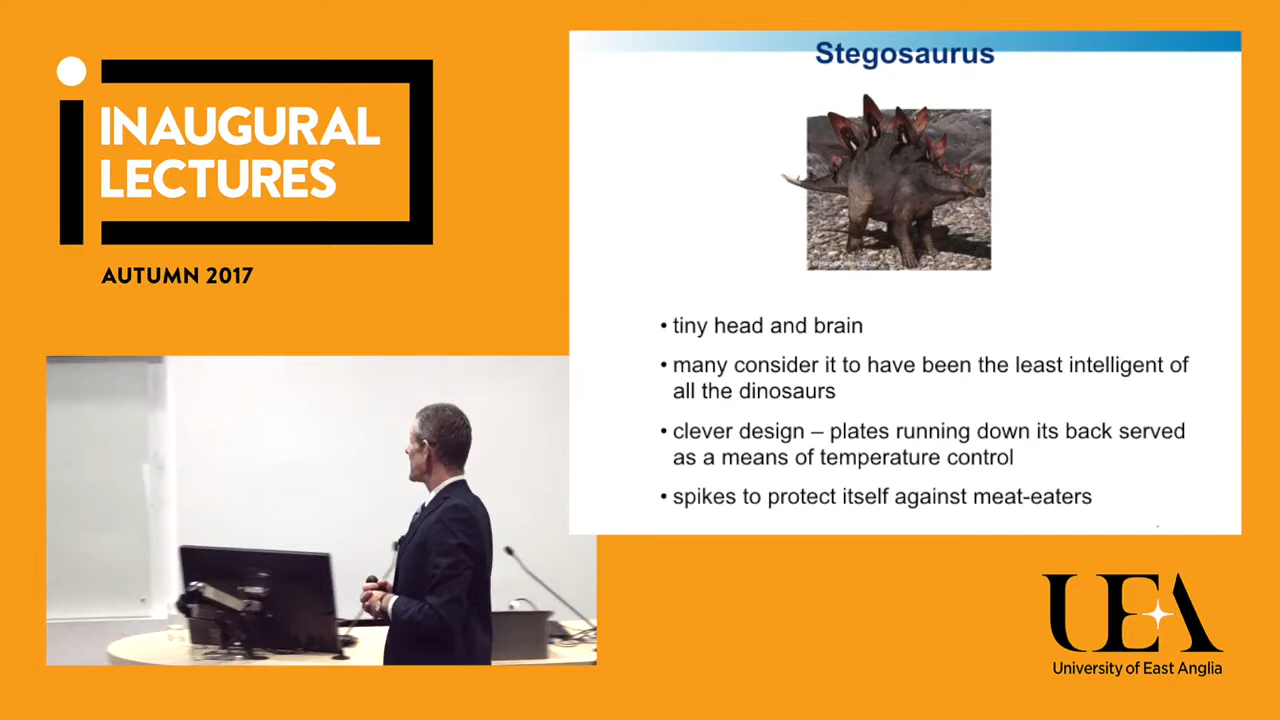 INAUGURAL
LECTURES
AUTUMN 2017
Stegosaurus
• tiny head and brain
• many consider it to have been the least intelligent of
all the dinosaurs
• clever design – plates running down its back served
as a means of temperature control
• spikes to protect itself against meat-eaters
UEA
University of East Anglia